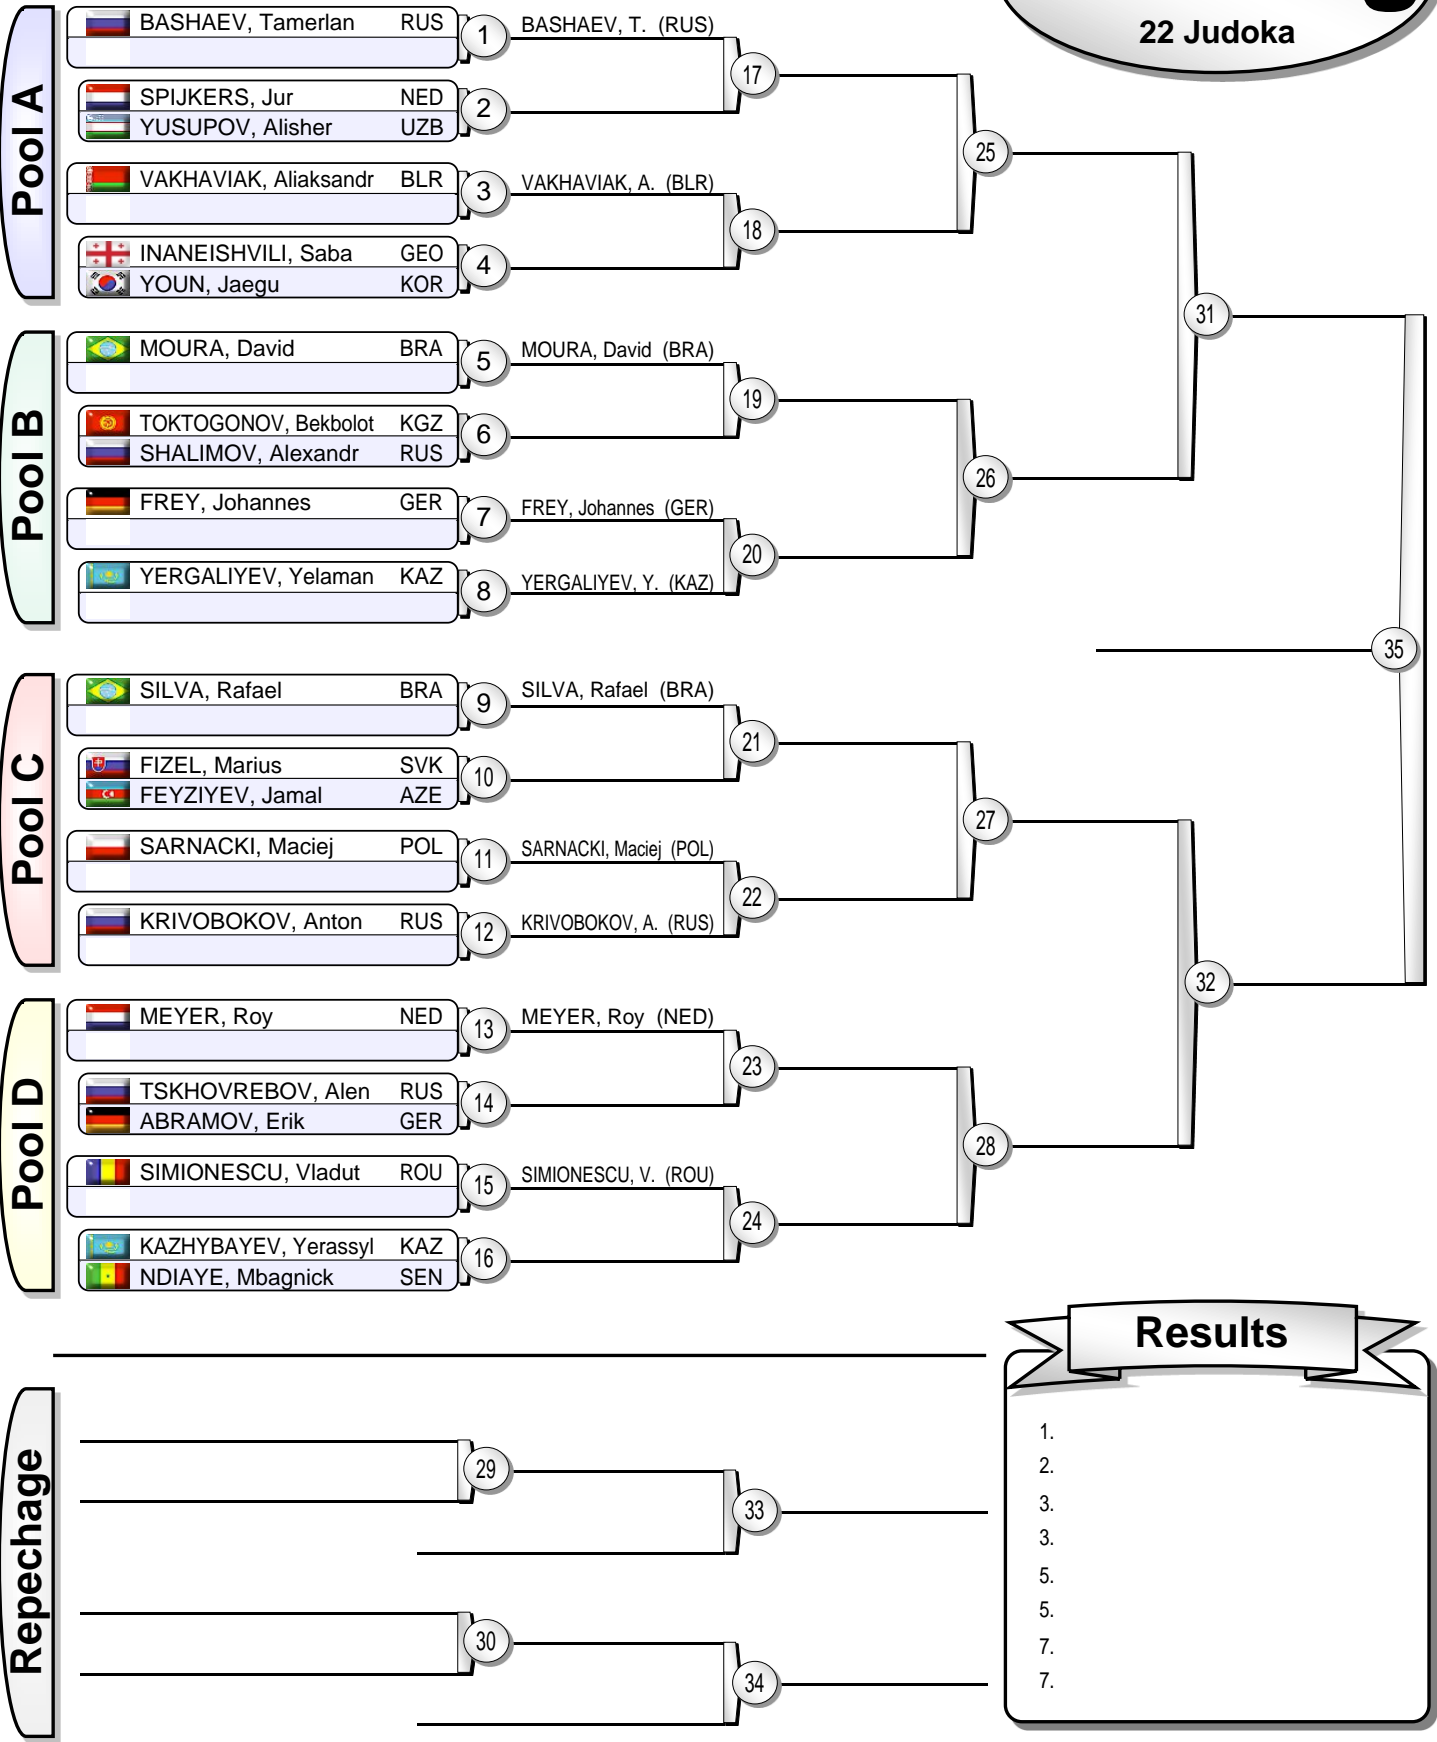 22 Judoka
Pool A
BASHAEV, Tamerlan RUS
1
BASHAEV, T. (RUS)
17
SPIJKERS, Jur NED
YUSUPOV, Alisher UZB
2
25
VAKHAVIAK, Aliaksandr BLR
3
VAKHAVIAK, A. (BLR)
18
INANEISHVILI, Saba GEO
YOUN, Jaegu KOR
4
31
Pool B
MOURA, David BRA
5
MOURA, David (BRA)
19
TOKTOGONOV, Bekbolot KGZ
SHALIMOV, Alexandr RUS
6
26
FREY, Johannes GER
7
FREY, Johannes (GER)
20
YERGALIYEV, Yelaman KAZ
8
YERGALIYEV, Y. (KAZ)
35
Pool C
SILVA, Rafael BRA
9
SILVA, Rafael (BRA)
21
FIZEL, Marius SVK
FEYZIYEV, Jamal AZE
10
27
SARNACKI, Maciej POL
11
SARNACKI, Maciej (POL)
22
KRIVOBOKOV, Anton RUS
12
KRIVOBOKOV, A. (RUS)
32
Pool D
MEYER, Roy NED
13
MEYER, Roy (NED)
23
TSKHOVREBOV, Alen RUS
ABRAMOV, Erik GER
14
28
SIMIONESCU, Vladut ROU
15
SIMIONESCU, V. (ROU)
24
KAZHYBAYEV, Yerassyl KAZ
NDIAYE, Mbagnick SEN
16
Repechage
29
33
30
34
Results
1.
2.
3.
3.
5.
5.
7.
7.